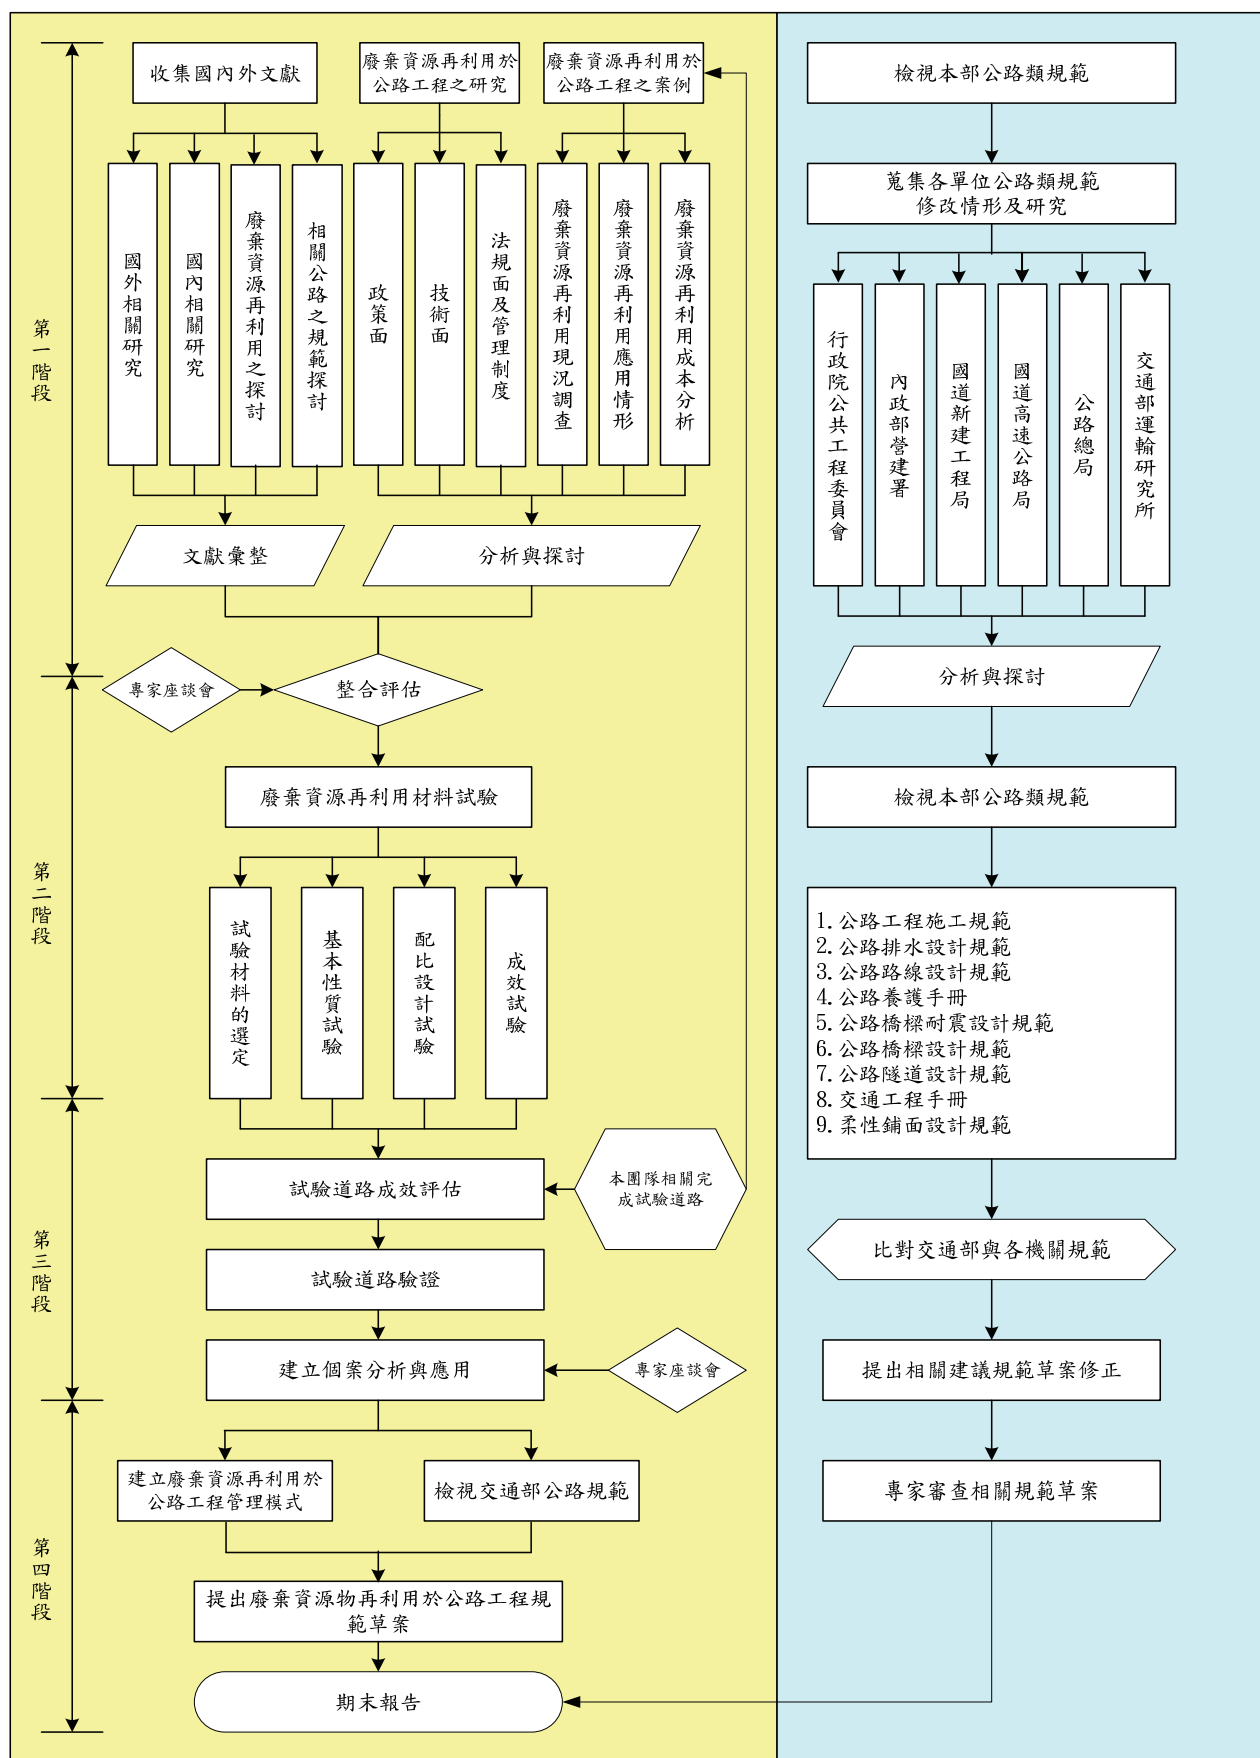 第一階段
第二階段
第三階段
第四階段
收集國內外文獻
廢棄資源再利用於
公路工程之研究
廢棄資源再利用於
公路工程之案例
國外相關研究
國內相關研究
廢棄資源再利用之探討
相關公路之規範探討
政策面
技術面
法規面及管理制度
廢棄資源再利用現況調查
廢棄資源再利用應用情形
廢棄資源再利用成本分析
文獻彙整
分析與探討
專家座談會
整合評估
廢棄資源再利用材料試驗
試驗材料的選定
基本性質試驗
配比設計試驗
成效試驗
試驗道路成效評估
本團隊相關完
成試驗道路
試驗道路驗證
建立個案分析與應用
專家座談會
建立廢棄資源再利用於
公路工程管理模式
檢視交通部公路規範
提出廢棄資源物再利用於公路工程規
範草案
期末報告
檢視本部公路類規範
蒐集各單位公路類規範
修改情形及研究
行政院公共工程委員會
內政部營建署
國道新建工程局
國道高速公路局
公路總局
交通部運輸研究所
分析與探討
檢視本部公路類規範
1. 公路工程施工規範
2. 公路排水設計規範
3. 公路路線設計規範
4. 公路養護手冊
5. 公路橋樑耐震設計規範
6. 公路橋樑設計規範
7. 公路隧道設計規範
8. 交通工程手冊
9. 柔性鋪面設計規範
比對交通部與各機關規範
提出相關建議規範草案修正
專家審查相關規範草案